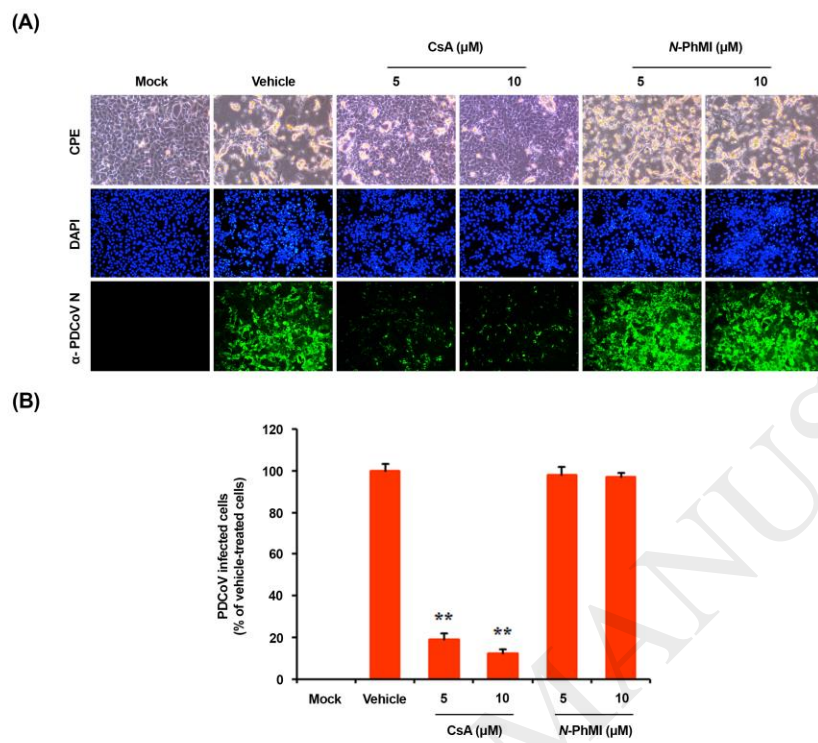 (A)
CsA (µM)
N-PhMI (µM)
Mock
Vehicle
5
10
5
10
CPE
DAPI
α- PDCoV N
(B)
120
100
80
60
40
20
0
PDCoV infected cells
(% of vehicle-treated cells)
**
**
Mock
Vehicle
5
10
5
10
CsA (µM)
N-PhMI (µM)
MANUS